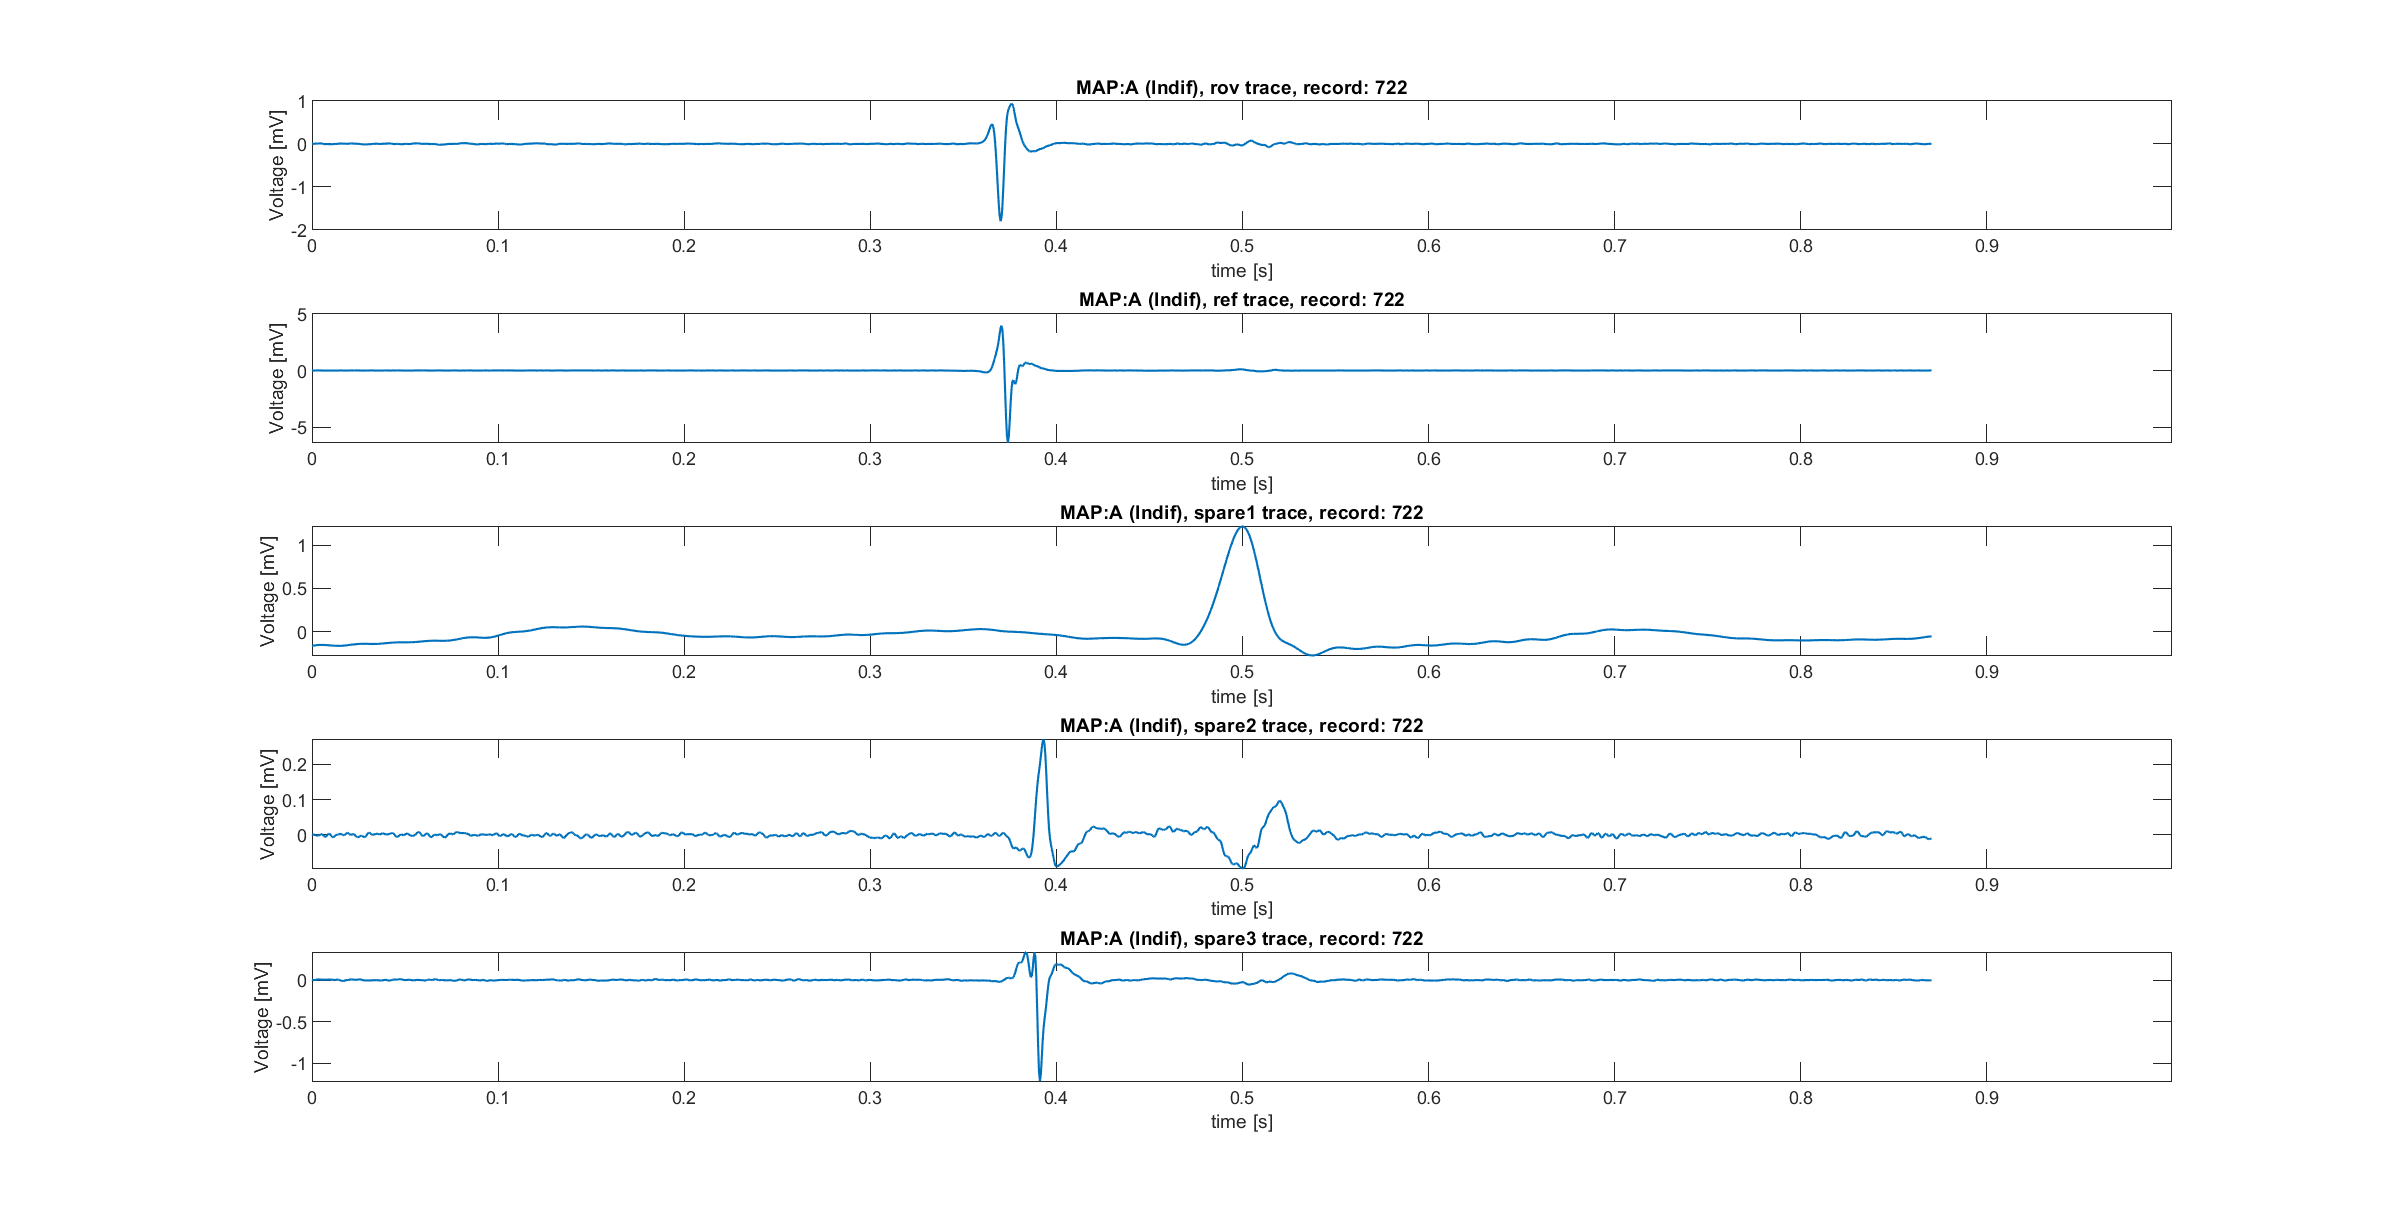 MAP:A (Indif), rov trace, record: 722
Voltage [mV]
1
0
-1
-2
0 0.1 0.2 0.3 0.4 0.5 0.6 0.7 0.8 0.9
time [s]
MAP:A (Indif), ref trace, record: 722
Voltage [mV]
5
0
-5
0 0.1 0.2 0.3 0.4 0.5 0.6 0.7 0.8 0.9
time [s]
MAP:A (Indif), spare1 trace, record: 722
Voltage [mV]
1
0.5
0
0 0.1 0.2 0.3 0.4 0.5 0.6 0.7 0.8 0.9
time [s]
MAP:A (Indif), spare2 trace, record: 722
Voltage [mV]
0.2
0.1
0
0 0.1 0.2 0.3 0.4 0.5 0.6 0.7 0.8 0.9
time [s]
MAP:A (Indif), spare3 trace, record: 722
Voltage [mV]
0
-0.5
-1
0 0.1 0.2 0.3 0.4 0.5 0.6 0.7 0.8 0.9
time [s]